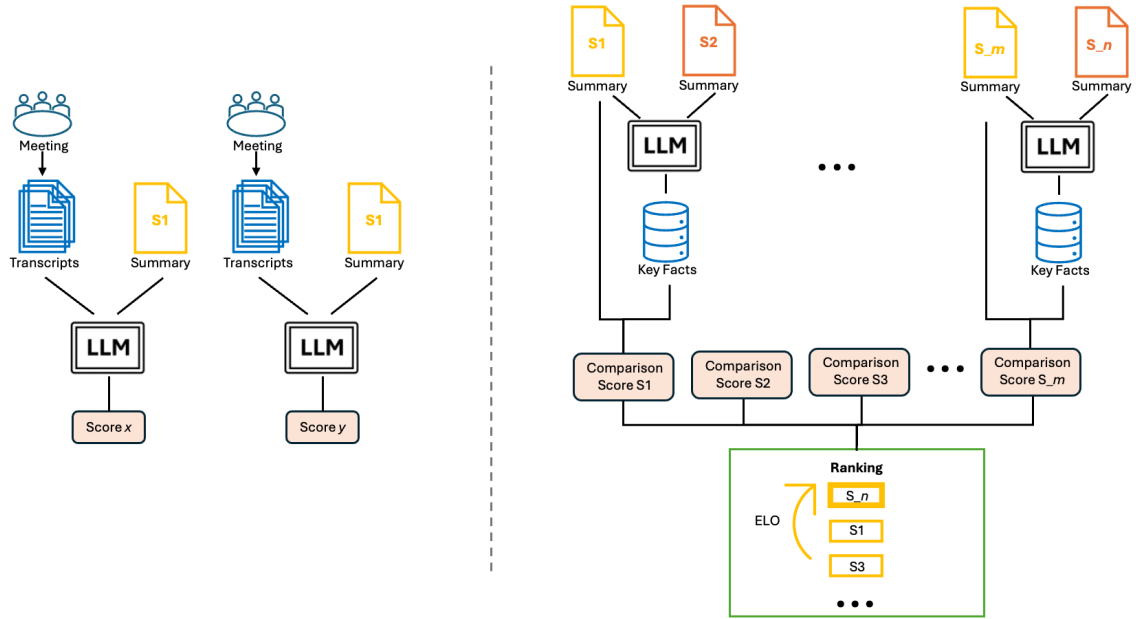 Meeting
Meeting
S1
S1
Transcripts
Summary
Transcripts
Summary
LLM
LLM
Score x
Score y
S1
S2
S_m
S_n
Summary
Summary
Summary
Summary
LLM
LLM
Key Facts
Key Facts
Comparison
Score S1
Comparison
Score S2
Comparison
Score S3
Comparison
Score S_m
Ranking
S_n
ELO
S1
S3